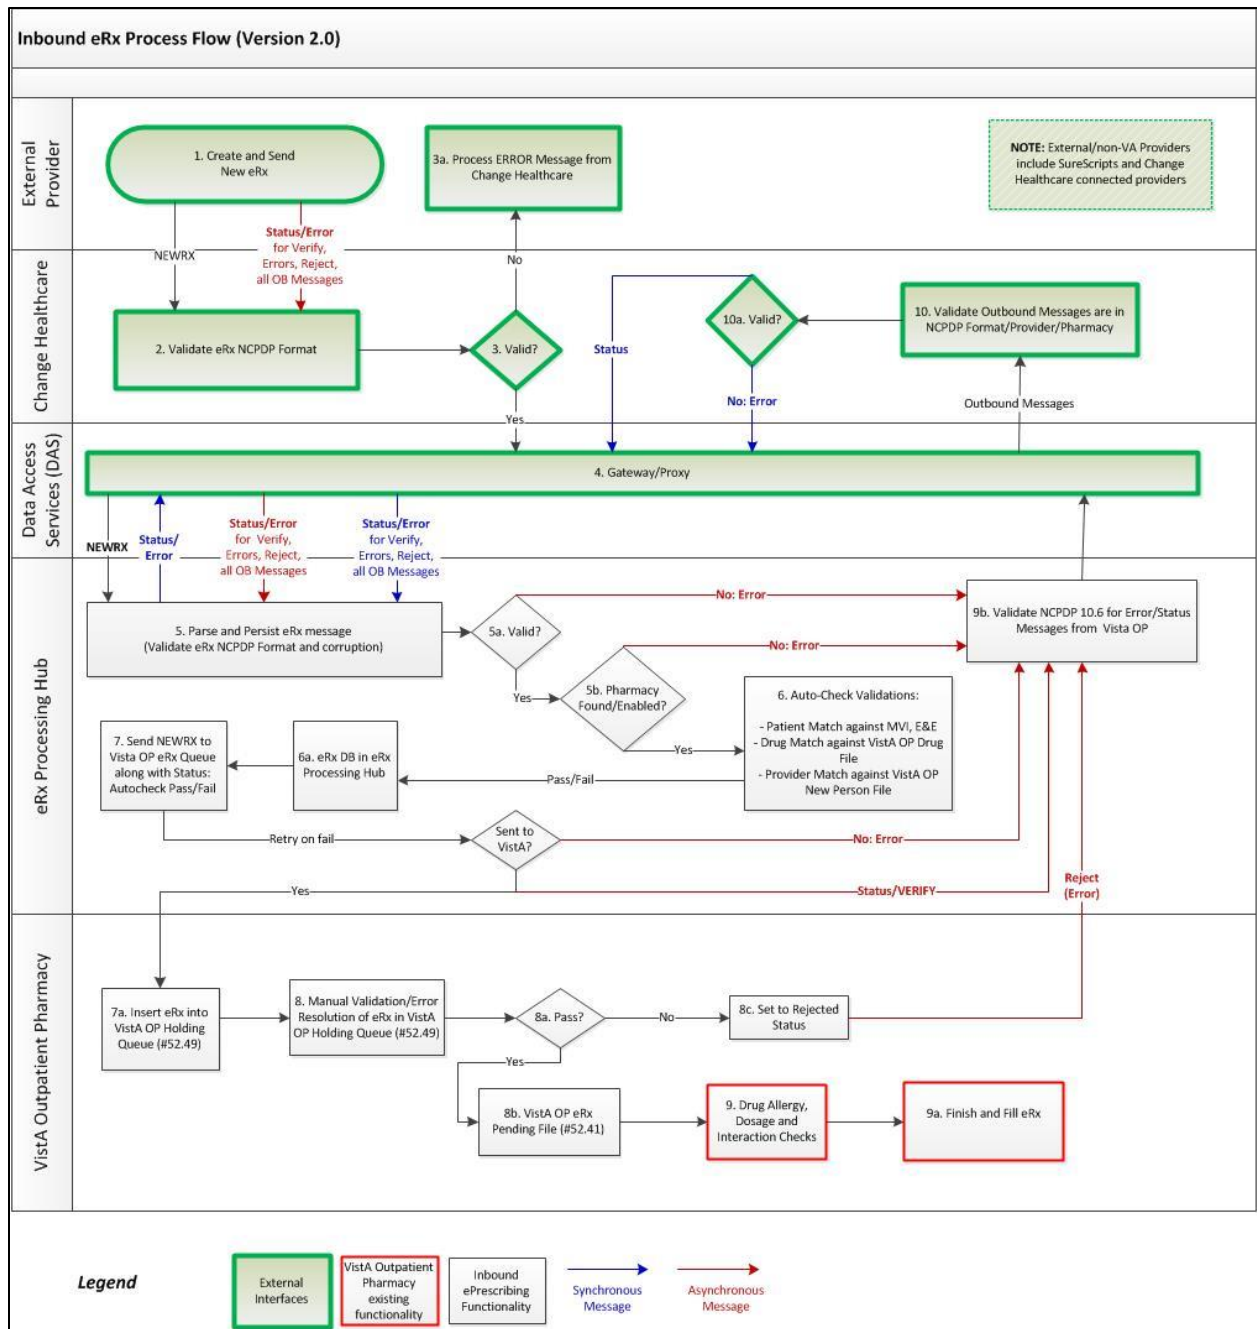 Inbound eRx Process Flow (Version 2.0)
External
Provider
1. Create and Send
New eRx
3a. Process ERROR Message from
Change Healthcare
NOTE: External/non-VA Providers
include SureScripts and Change
Healthcare connected providers
NEWRX
Status/Error
for Verify,
Errors, Reject,
all OB Messages
No
Change Healthcare
2. Validate eRx NCPDP Format
3. Valid?
Status
10a. Valid?
10. Validate Outbound Messages are in
NCPDP Format/Provider/Pharmacy
No: Error
Outbound Messages
Yes
Data Access
Services (DAS)
4. Gateway/Proxy
NEWRX
Status/
Error
Status/Error
for Verify,
Errors, Reject,
all OB Messages
Status/Error
for Verify,
Errors, Reject,
all OB Messages
eRx Processing Hub
5. Parse and Persist eRx message
(Validate eRx NCPDP Format and corruption)
5a. Valid?
No: Error
9b. Validate NCPDP 10.6 for Error/Status
Messages from Vista OP
Yes
5b. Pharmacy
Found/Enabled?
No: Error
Yes
6. Auto-Check Validations:
- Patient Match against MVI, E&E
- Drug Match against VistA OP Drug
File
- Provider Match against VistA OP
New Person File
Pass/Fail
6a. eRx DB in eRx
Processing Hub
7. Send NEWRX to
Vista OP eRx Queue
along with Status:
Autocheck Pass/Fail
Retry on fail
Sent to
VistA?
No: Error
Yes
Status/VERIFY
Reject
(Error)
VistA Outpatient Pharmacy
7a. Insert eRx into
VistA OP Holding
Queue (#52.49)
8. Manual Validation/Error
Resolution of eRx in VistA
OP Holding Queue (#52.49)
8a. Pass?
No
8c. Set to Rejected
Status
Yes
8b. VistA OP eRx
Pending File (#52.41)
9. Drug Allergy,
Dosage and
Interaction Checks
9a. Finish and Fill eRx
Legend
External
Interfaces
VistA Outpatient
Pharmacy
existing
functionality
Inbound
ePrescribing
Functionality
Synchronous
Message
Asynchronous
Message